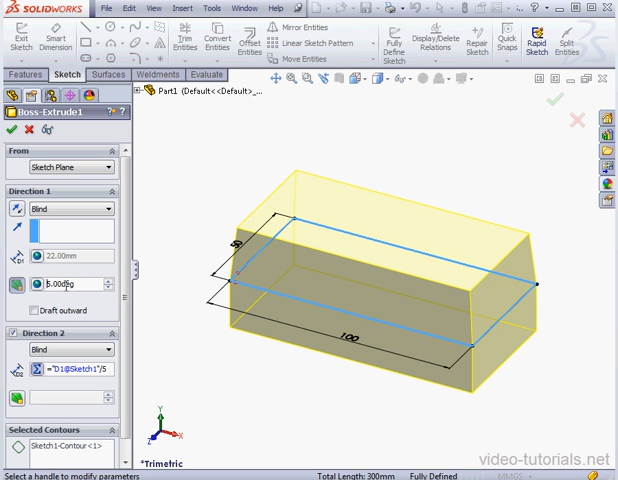 SOLIDWORKS File Edit View Insert Tools Window Help
Exit Sketch
Smart Dimension
Trim Entities
Convert Entities
Offset Entities
Mirror Entities
Linear Sketch Pattern
Move Entities
Fully Define Sketch
Display/Delete Relations
Repair Sketch
Quick Snaps
Rapid Sketch
Split Entities
Features Sketch Surfaces Weldments Evaluate
Boss-Extrude1
Part1 (Default<<Default>_...
From
Sketch Plane
Direction 1
Blind
D1
22.00mm
5.00deg
Draft outward
Direction 2
Blind
D2
="D1@Sketch1"/5
Selected Contours
Sketch1-Contour<1>
50
100
Y
X
Z
*Trimetric
video-tutorials.net
Select a handle to modify parameters
Total Length: 300mm
Fully Defined
MMGS